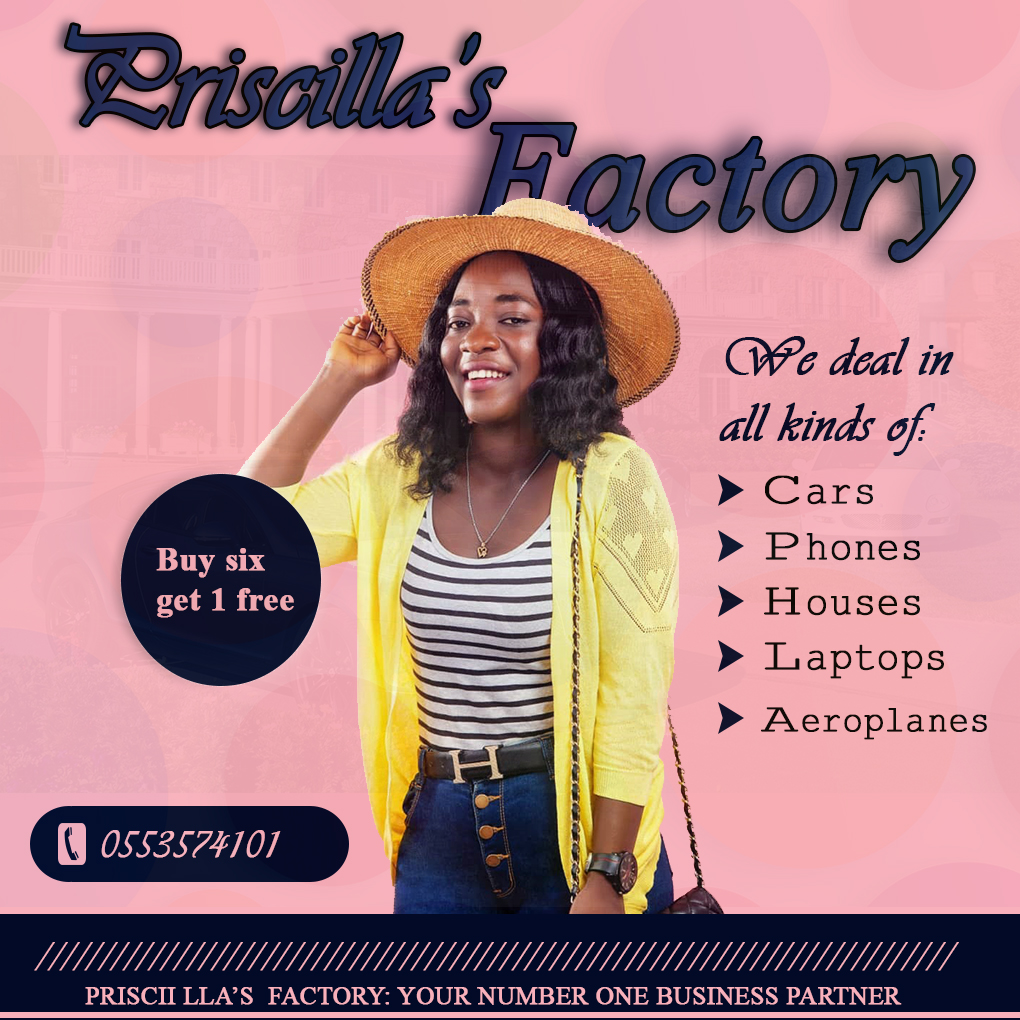 Priscilla's
Factory
We deal in
all kinds of:
Cars
Phones
Houses
Laptops
Aeroplanes
Buy six
get 1 free
0553574101
PRISCII LLA’S  FACTORY: YOUR NUMBER ONE BUSINESS PARTNER